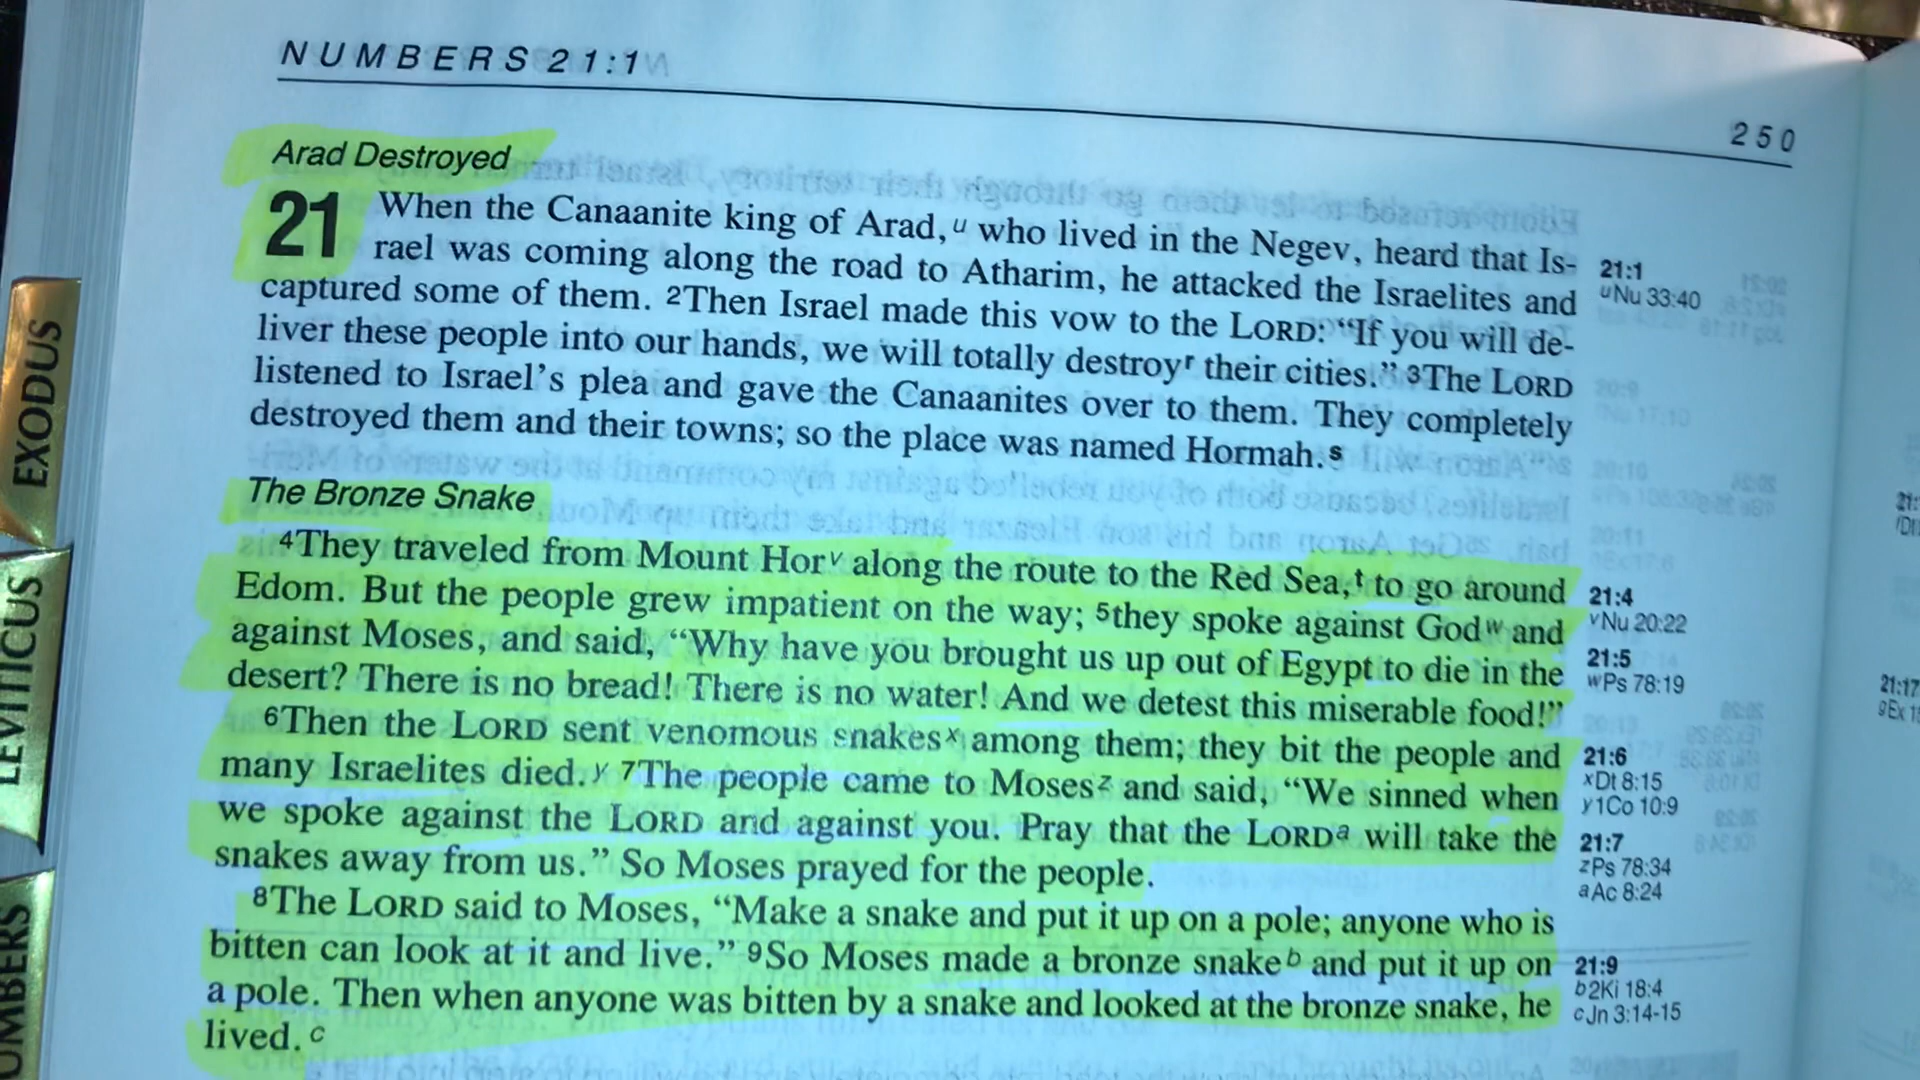 NUMBERS 21:1
250
Arad Destroyed
21 When the Canaanite king of Arad,u who lived in the Negev, heard that Is-
rael was coming along the road to Atharim, he attacked the Israelites and
captured some of them. 2Then Israel made this vow to the LORD: “If you will de-
liver these people into our hands, we will totally destroyr their cities.” 3The LORD
listened to Israel’s plea and gave the Canaanites over to them. They completely
destroyed them and their towns; so the place was named Hormah.s
21:1
uNu 33:40
The Bronze Snake
4They traveled from Mount Horv along the route to the Red Sea,t to go around
Edom. But the people grew impatient on the way; 5they spoke against Godw and
against Moses, and said, “Why have you brought us up out of Egypt to die in the
desert? There is no bread! There is no water! And we detest this miserable food!”
6Then the LORD sent venomous snakesx among them; they bit the people and
many Israelites died.y 7The people came to Mosesz and said, “We sinned when
we spoke against the LORD and against you. Pray that the LORDa will take the
snakes away from us.” So Moses prayed for the people.
8The LORD said to Moses, “Make a snake and put it up on a pole; anyone who is
bitten can look at it and live.” 9So Moses made a bronze snakeb and put it up on
a pole. Then when anyone was bitten by a snake and looked at the bronze snake, he
lived.c
21:4
vNu 20:22
21:5
wPs 78:19
21:6
xDt 8:15
y1Co 10:9
21:7
zPs 78:34
aAc 8:24
21:9
b2Ki 18:4
cJn 3:14-15
EXODUS
LEVITICUS
UMBERS
21:17